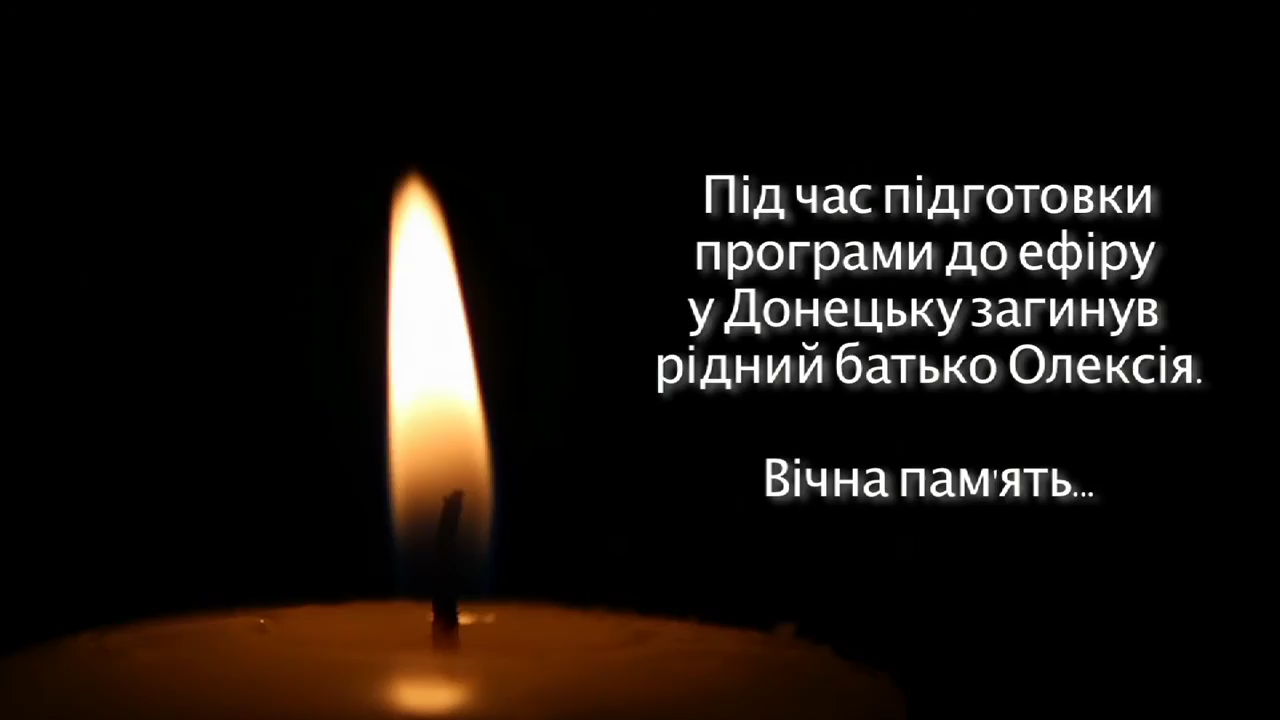 Під час підготовки
програми до ефіру
у Донецьку загинув
рідний батько Олексія.
Вічна пам'ять...